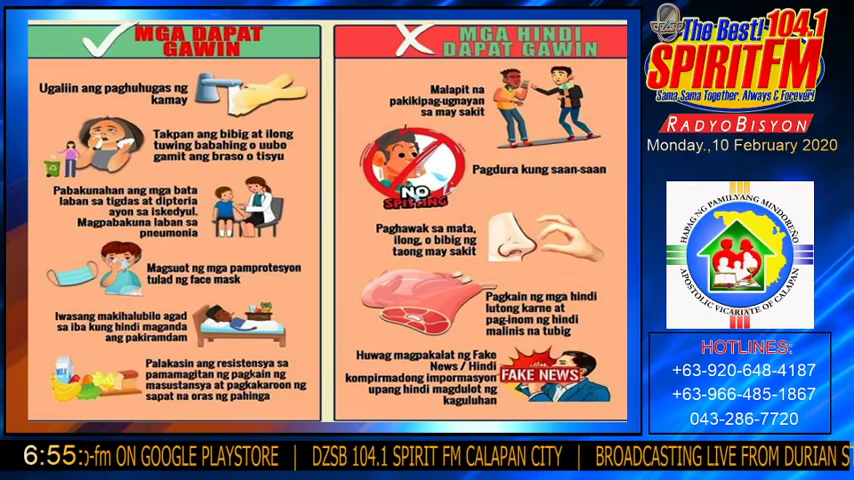 MGA DAPAT
GAWIN
Ugaliin ang paghuhugas ng
kamay
Takpan ang bibig at ilong
tuwing babahing o uubo
gamit ang braso o tisyu
Pabakunahan ang mga bata
laban sa tigdas at dipteria
ayon sa iskedyul.
Magpabakuna laban sa
pneumonia
Magsuot ng mga pamprotesyon
tulad ng face mask
Iwasang makihalubilo agad
sa iba kung hindi maganda
ang pakiramdam
MILK
Palakasin ang resistensya sa
pamamagitan ng pagkain ng
masustansya at pagkakaroon ng
sapat na oras ng pahinga
MGA HINDI
DAPAT GAWIN
Malapit na
pakikipag-ugnayan
sa may sakit
NO
SPITTING
Pagdura kung saan-saan
Paghawak sa mata,
ilong, o bibig ng
taong may sakit
Pagkain ng mga hindi
lutong karne at
pag-inom ng hindi
malinis na tubig
Huwag magpakalat ng Fake
News / Hindi
kompirmadong impormasyon
upang hindi magdulot ng
kaguluhan
FAKE NEWS
The Best! 104.1
SPIRIT FM
Sama, Sama Together, Always & Forever!
RADYOBISYON
Monday.,10 February 2020
HAPAG NG PAMILYANG MINDOREÑO
APOSTOLIC VICARIATE OF CALAPAN
HOTLINES:
+63-920-648-4187
+63-966-485-1867
043-286-7720
6:55 -fm ON GOOGLE PLAYSTORE | DZSB 104.1 SPIRIT FM CALAPAN CITY | BROADCASTING LIVE FROM DURIAN S